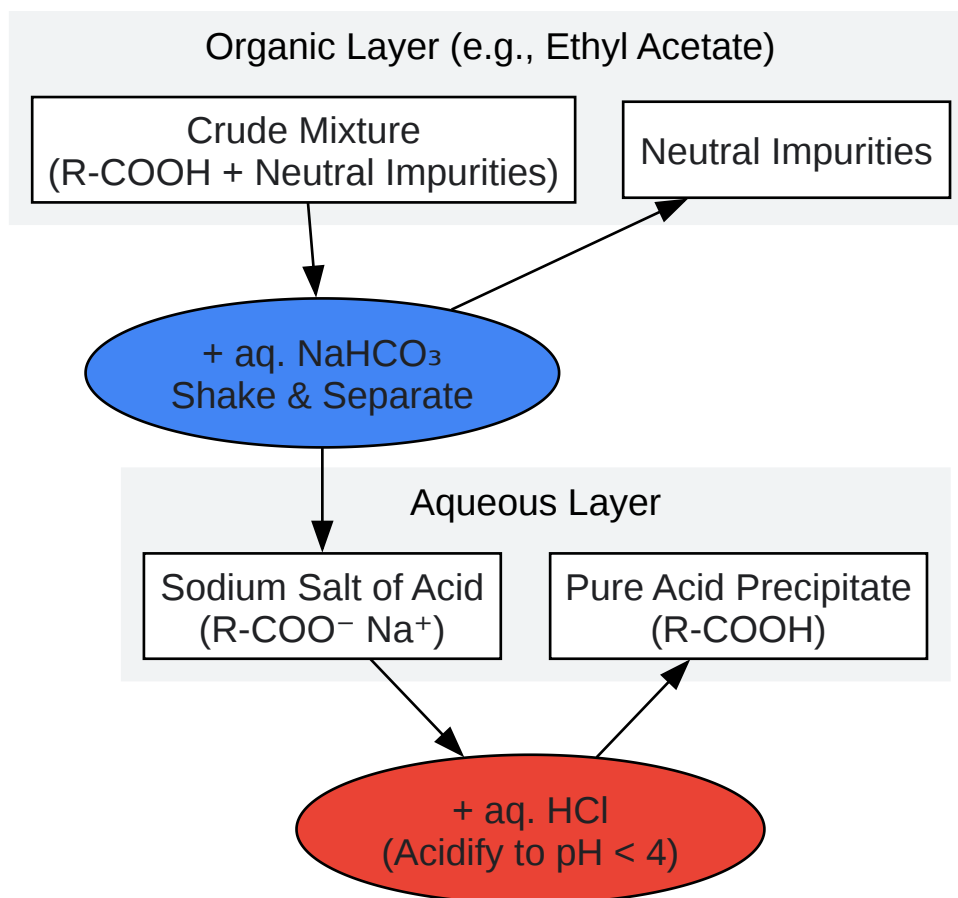 Organic Layer (e.g., Ethyl Acetate)
Crude Mixture
(R-COOH + Neutral Impurities)
Neutral Impurities
+ aq. NaHCO₃
Shake & Separate
Aqueous Layer
Sodium Salt of Acid
(R-COO⁻ Na⁺)
Pure Acid Precipitate
(R-COOH)
+ aq. HCl
(Acidify to pH < 4)